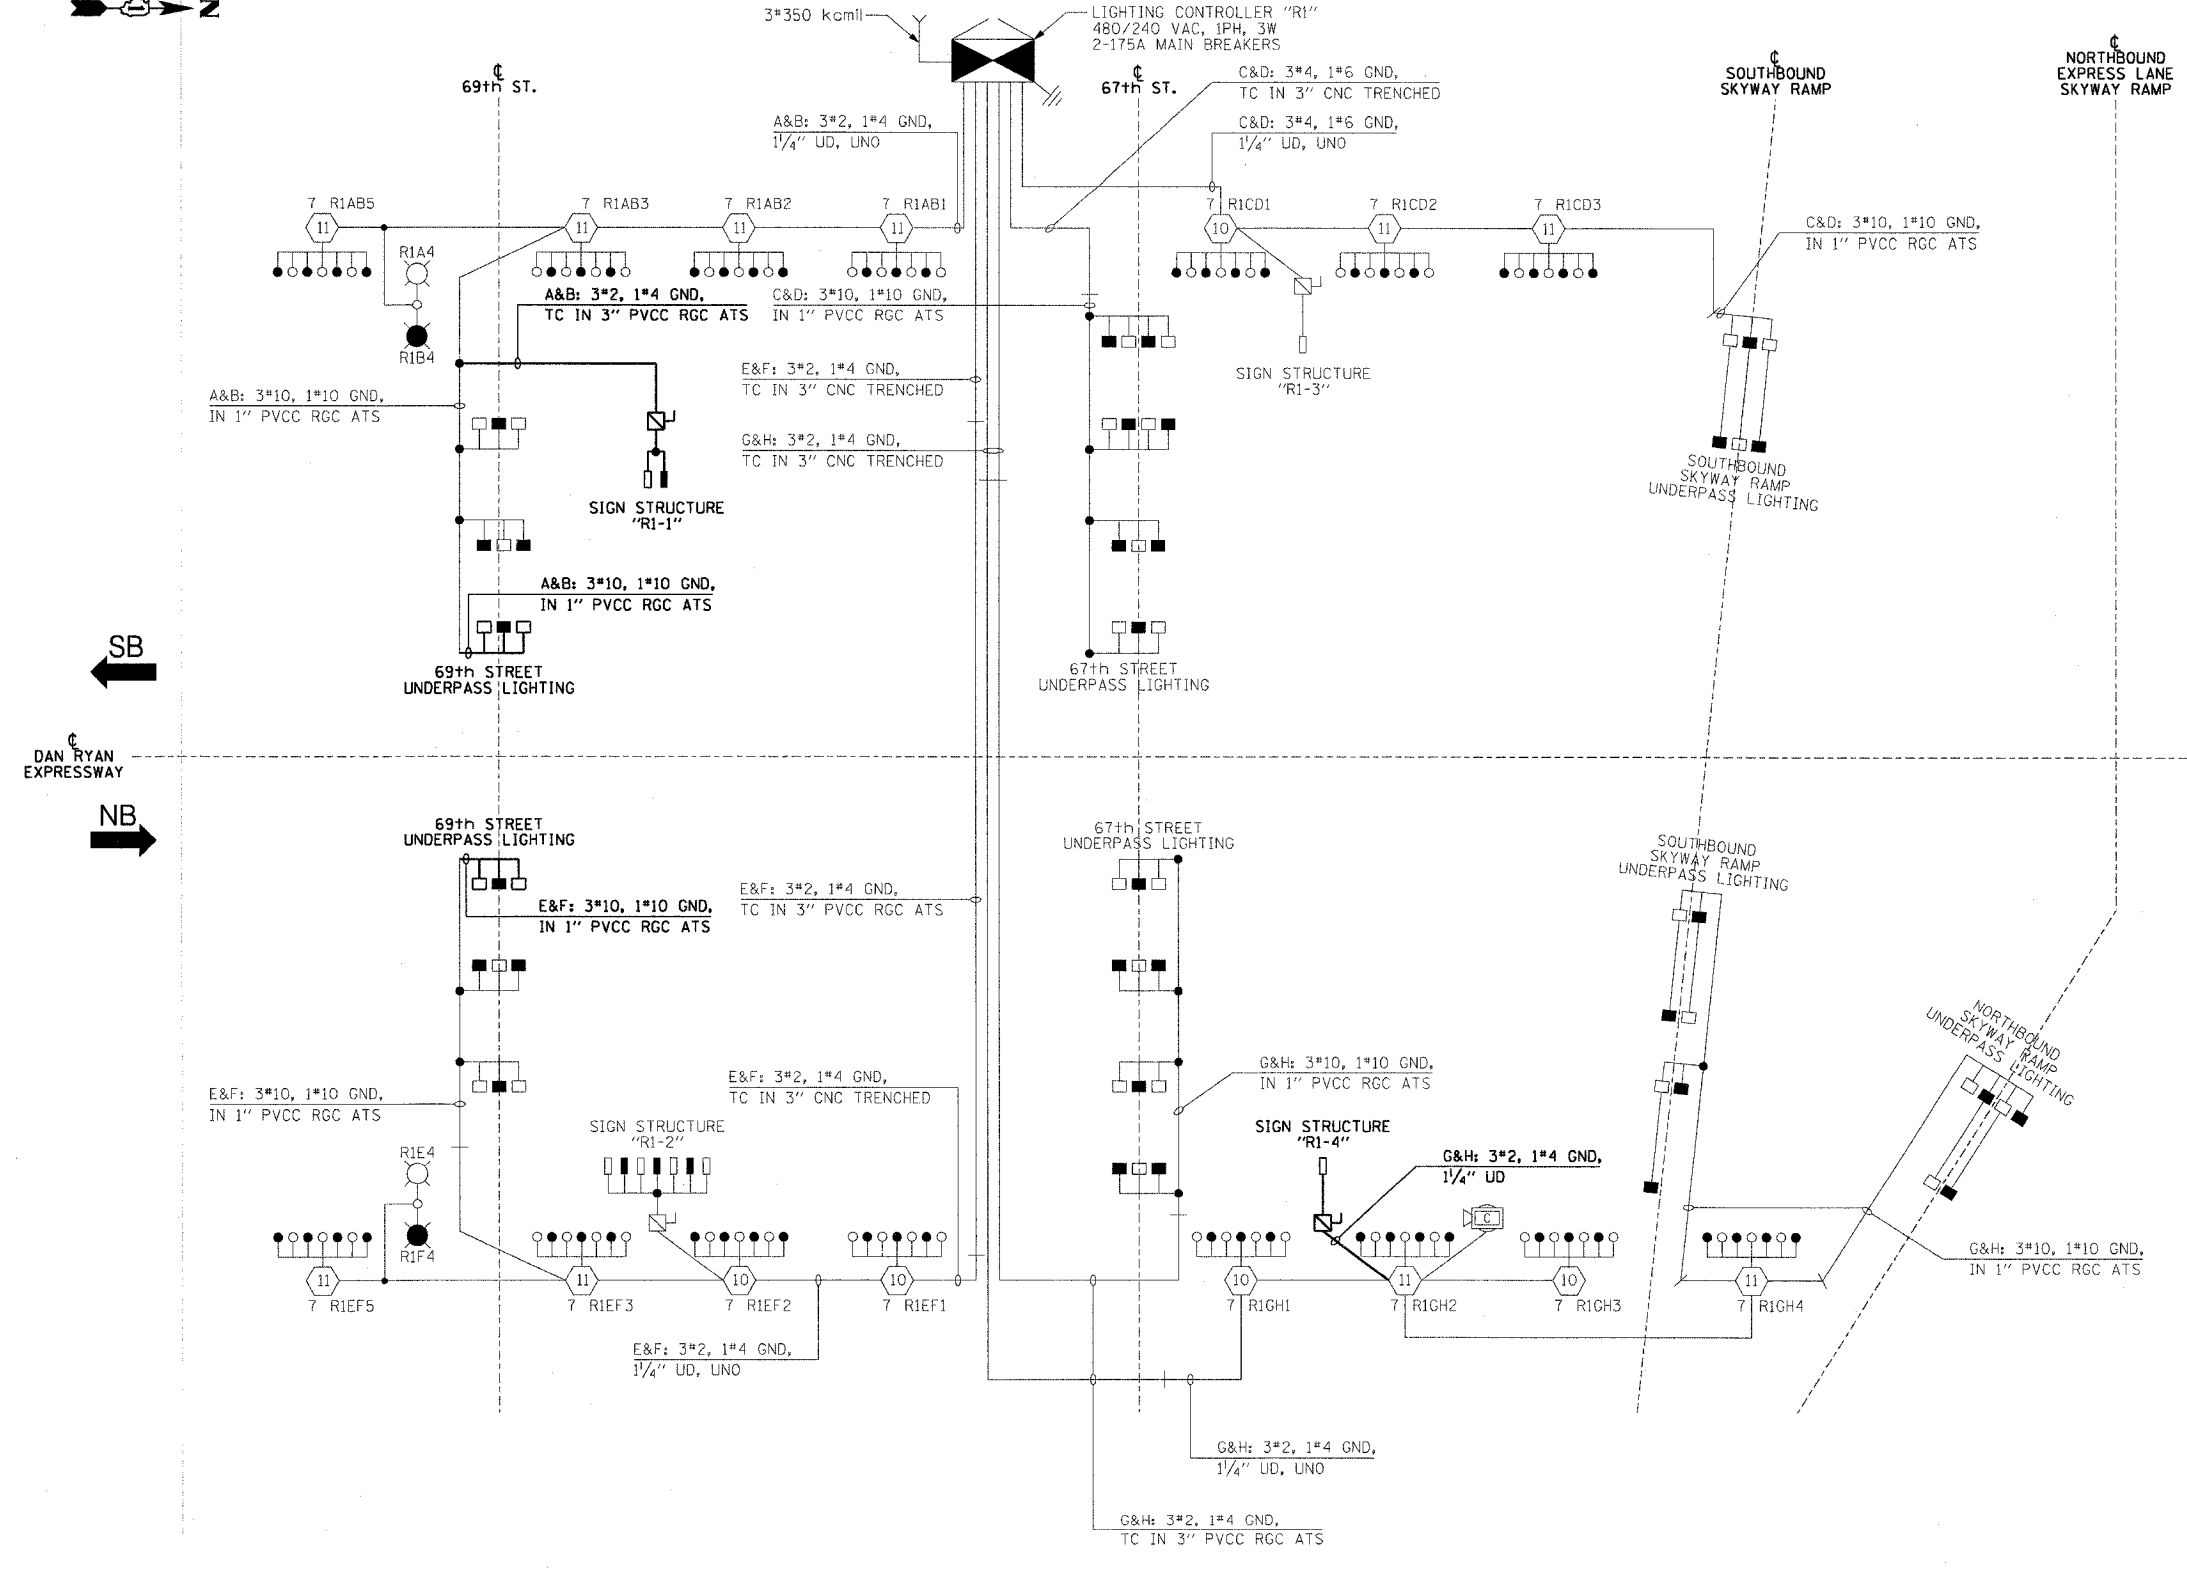 N
3#350 kcmil
LIGHTING CONTROLLER "R1"
480/240 VAC, 1PH, 3W
2-175A MAIN BREAKERS
℄
69th ST.
℄
67th ST.
C&D: 3#4, 1#6 GND,
TC IN 3" CNC TRENCHED
℄
SOUTHBOUND
SKYWAY RAMP
℄
NORTHBOUND
EXPRESS LANE
SKYWAY RAMP
A&B: 3#2, 1#4 GND,
1¼" UD, UNO
C&D: 3#4, 1#6 GND,
1¼" UD, UNO
7 R1AB5
11
7 R1AB3
11
7 R1AB2
11
7 R1AB1
11
7 R1CD1
10
7 R1CD2
11
7 R1CD3
11
C&D: 3#10, 1#10 GND,
IN 1" PVCC RGC ATS
R1A4
R1B4
A&B: 3#2, 1#4 GND,
TC IN 3" PVCC RGC ATS
C&D: 3#10, 1#10 GND,
IN 1" PVCC RGC ATS
SIGN STRUCTURE
"R1-3"
E&F: 3#2, 1#4 GND,
TC IN 3" CNC TRENCHED
A&B: 3#10, 1#10 GND,
IN 1" PVCC RGC ATS
G&H: 3#2, 1#4 GND,
TC IN 3" CNC TRENCHED
SOUTHBOUND
SKYWAY RAMP
UNDERPASS LIGHTING
SIGN STRUCTURE
"R1-1"
A&B: 3#10, 1#10 GND,
IN 1" PVCC RGC ATS
SB
69th STREET
UNDERPASS LIGHTING
67th STREET
UNDERPASS LIGHTING
℄
DAN RYAN
EXPRESSWAY
NB
69th STREET
UNDERPASS LIGHTING
67th STREET
UNDERPASS LIGHTING
SOUTHBOUND
SKYWAY RAMP
UNDERPASS LIGHTING
E&F: 3#10, 1#10 GND,
IN 1" PVCC RGC ATS
E&F: 3#2, 1#4 GND,
TC IN 3" PVCC RGC ATS
NORTHBOUND
SKYWAY RAMP
UNDERPASS LIGHTING
E&F: 3#10, 1#10 GND,
IN 1" PVCC RGC ATS
E&F: 3#2, 1#4 GND,
TC IN 3" CNC TRENCHED
G&H: 3#10, 1#10 GND,
IN 1" PVCC RGC ATS
SIGN STRUCTURE
"R1-2"
SIGN STRUCTURE
"R1-4"
G&H: 3#2, 1#4 GND,
1¼" UD
R1E4
R1F4
C
G&H: 3#10, 1#10 GND,
IN 1" PVCC RGC ATS
11
7 R1EF5
11
7 R1EF3
10
7 R1EF2
10
7 R1EF1
10
7 R1GH1
11
7 R1GH2
10
7 R1GH3
11
7 R1GH4
E&F: 3#2, 1#4 GND,
1¼" UD, UNO
G&H: 3#2, 1#4 GND,
1¼" UD, UNO
G&H: 3#2, 1#4 GND,
TC IN 3" PVCC RGC ATS